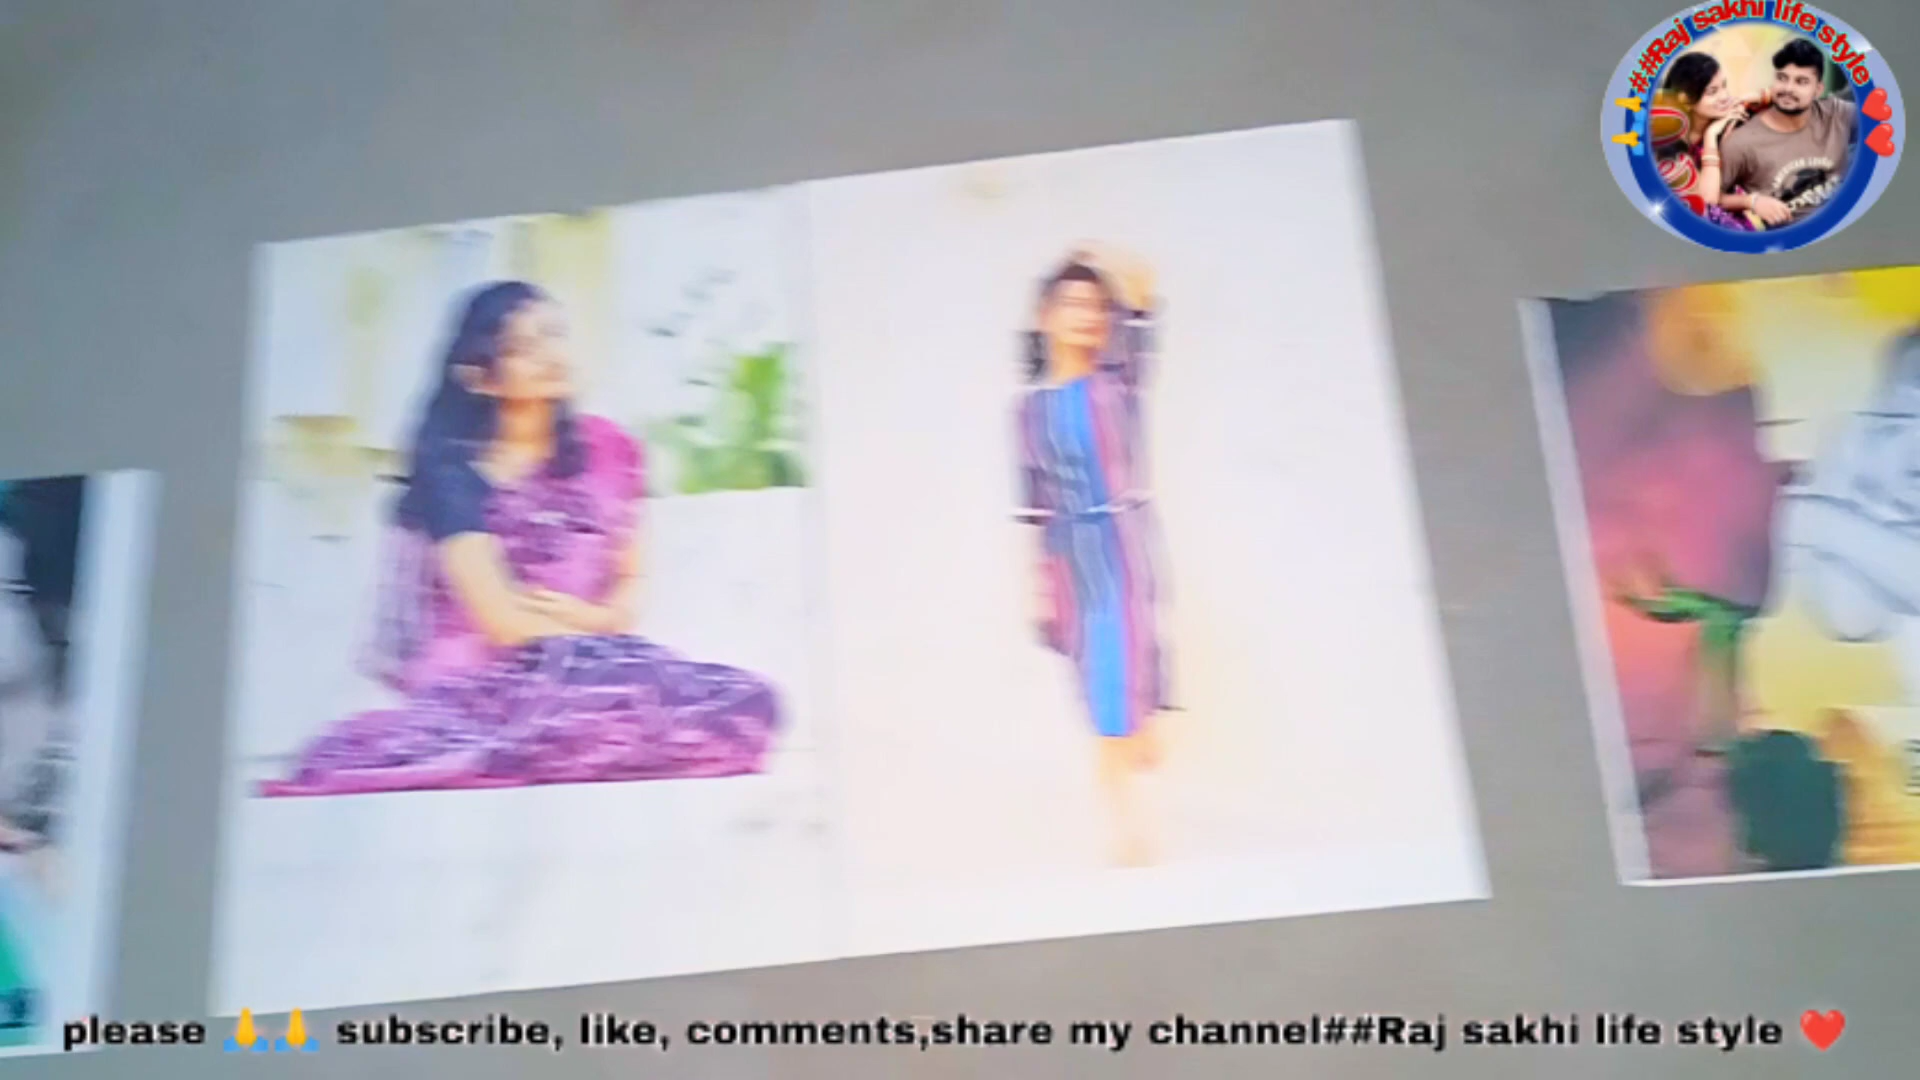 ##Raj sakhi life style
please 🙏🙏 subscribe, like, comments,share my channel##Raj sakhi life style ❤️